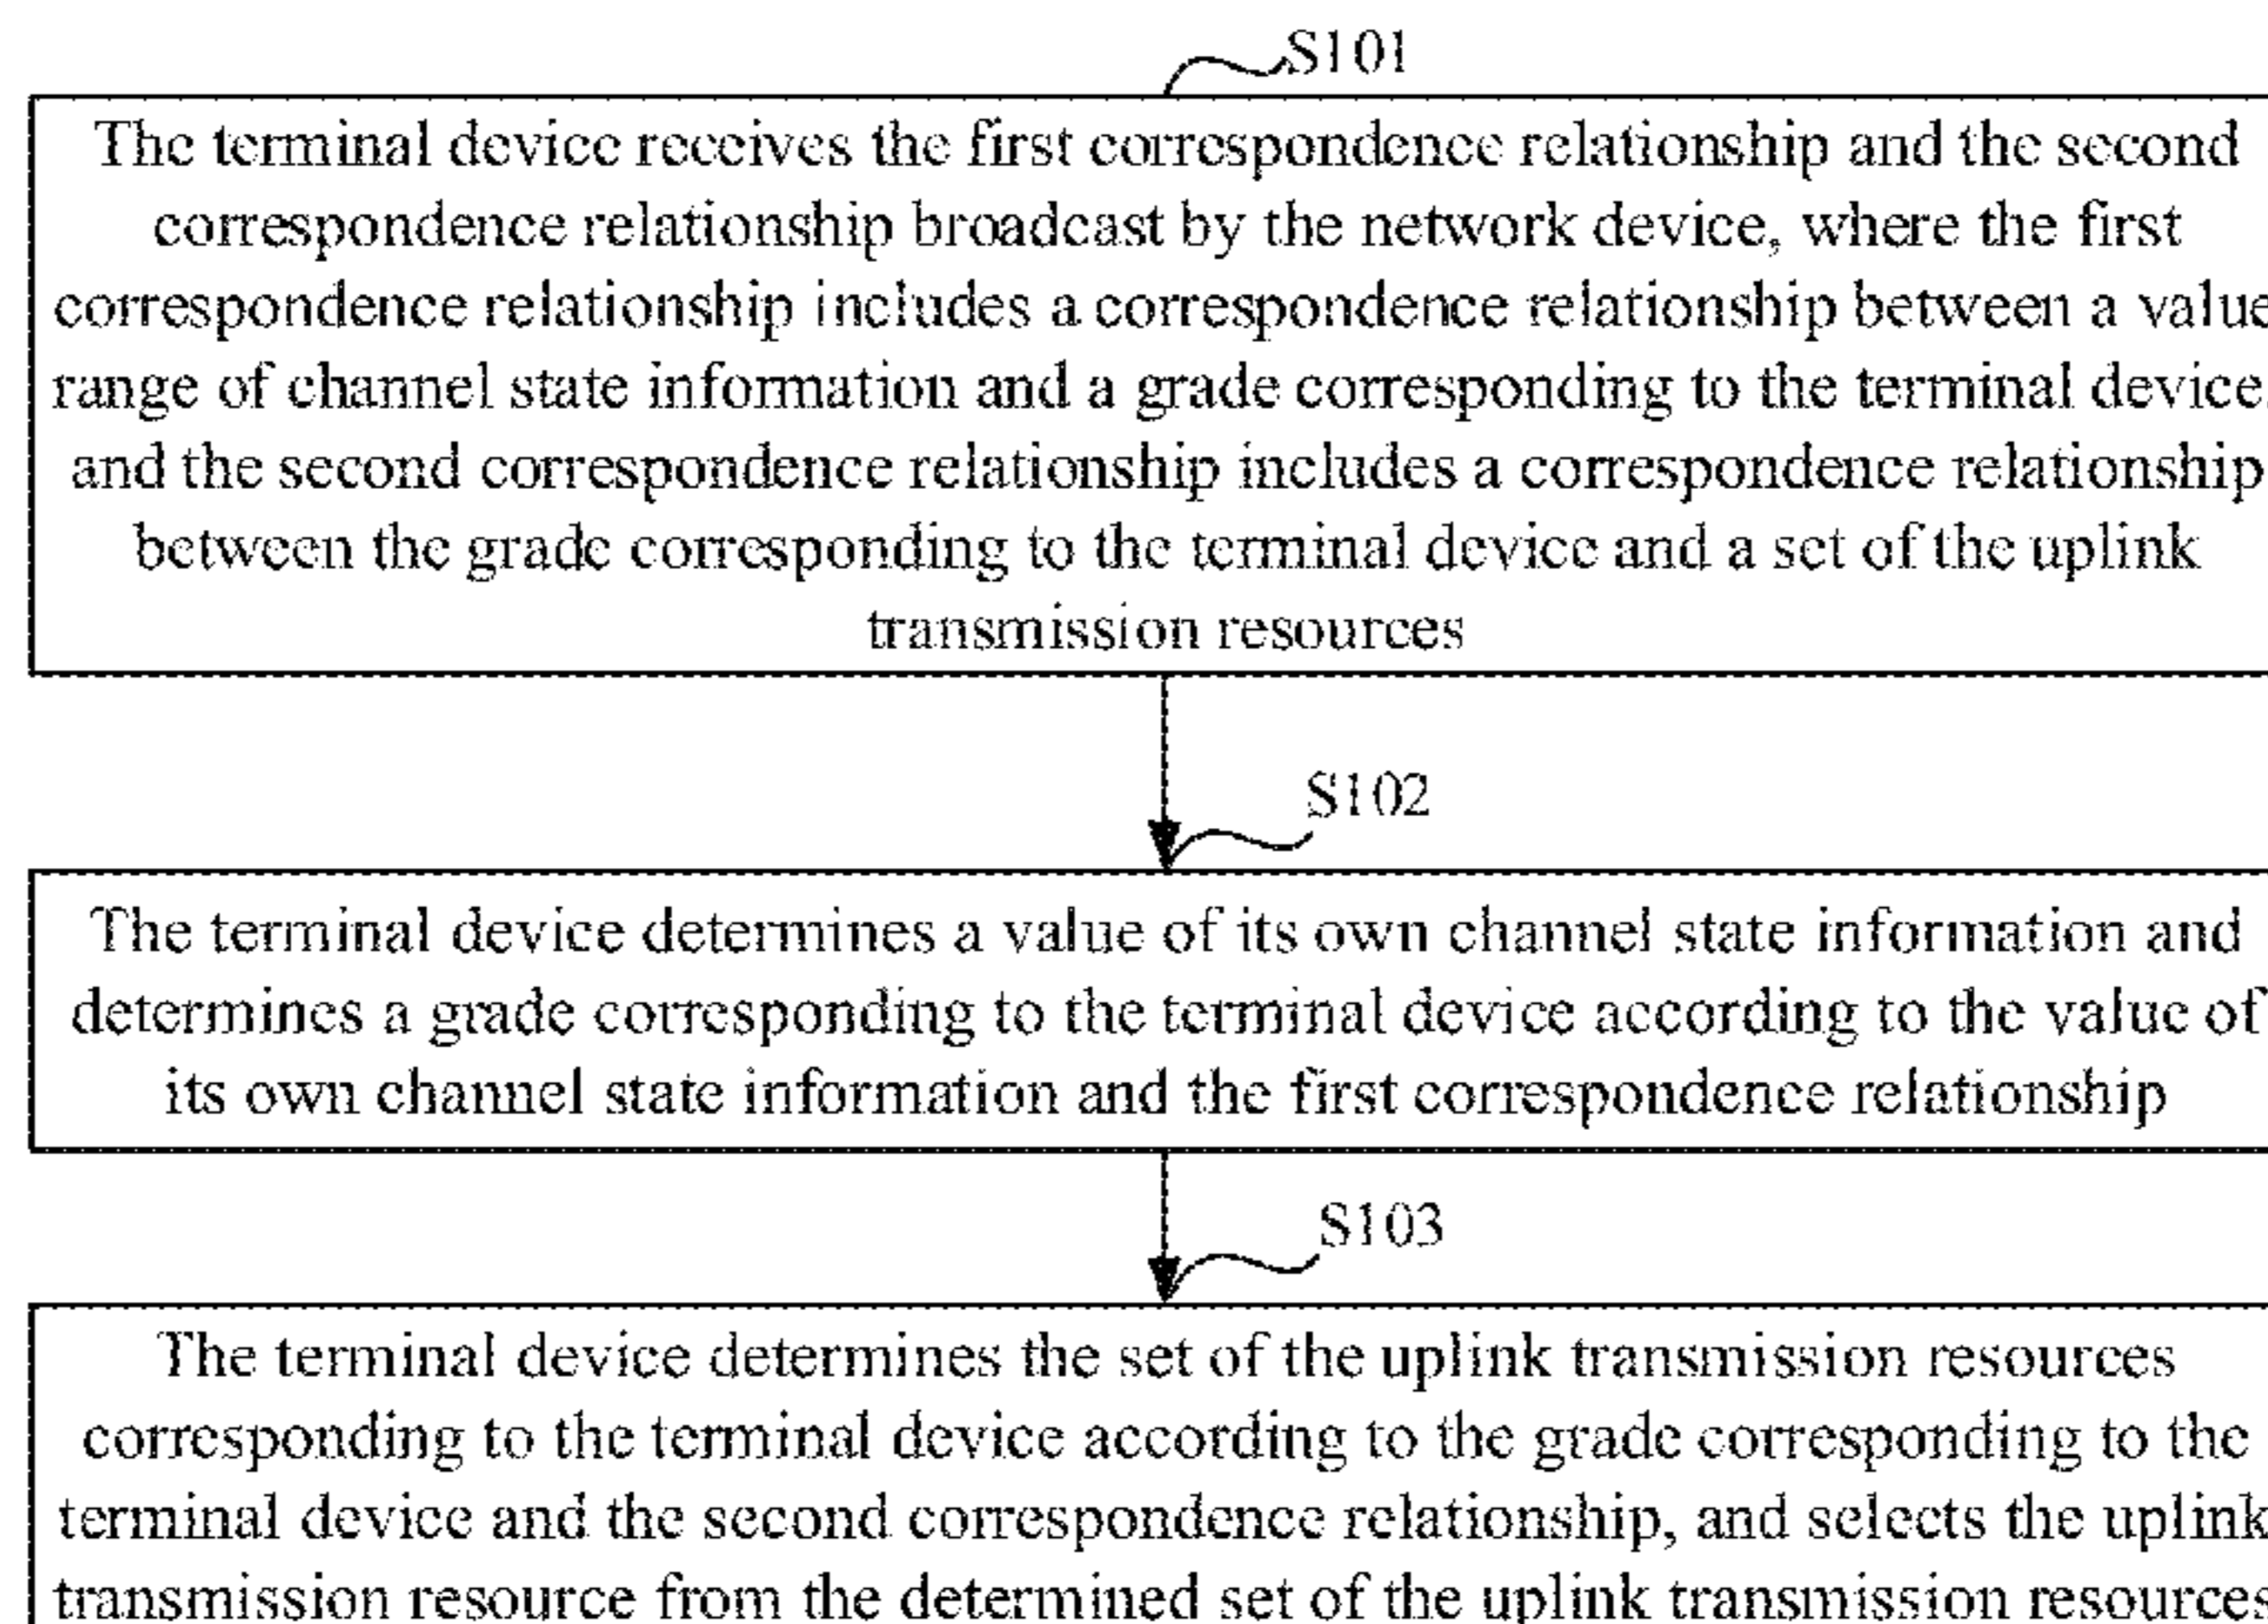 S101
The terminal device receives the first correspondence relationship and the second
correspondence relationship broadcast by the network device, where the first
correspondence relationship includes a correspondence relationship between a value
range of channel state information and a grade corresponding to the terminal device,
and the second correspondence relationship includes a correspondence relationship
between the grade corresponding to the terminal device and a set of the uplink
transmission resources
S102
The terminal device determines a value of its own channel state information and
determines a grade corresponding to the terminal device according to the value of
its own channel state information and the first correspondence relationship
S103
The terminal device determines the set of the uplink transmission resources
corresponding to the terminal device according to the grade corresponding to the
terminal device and the second correspondence relationship, and selects the uplink
transmission resource from the determined set of the uplink transmission resources